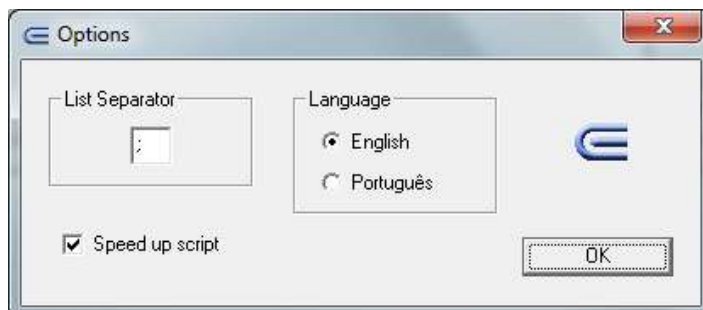 Options
List Separator
;
Language
English
Português
Speed up script
OK